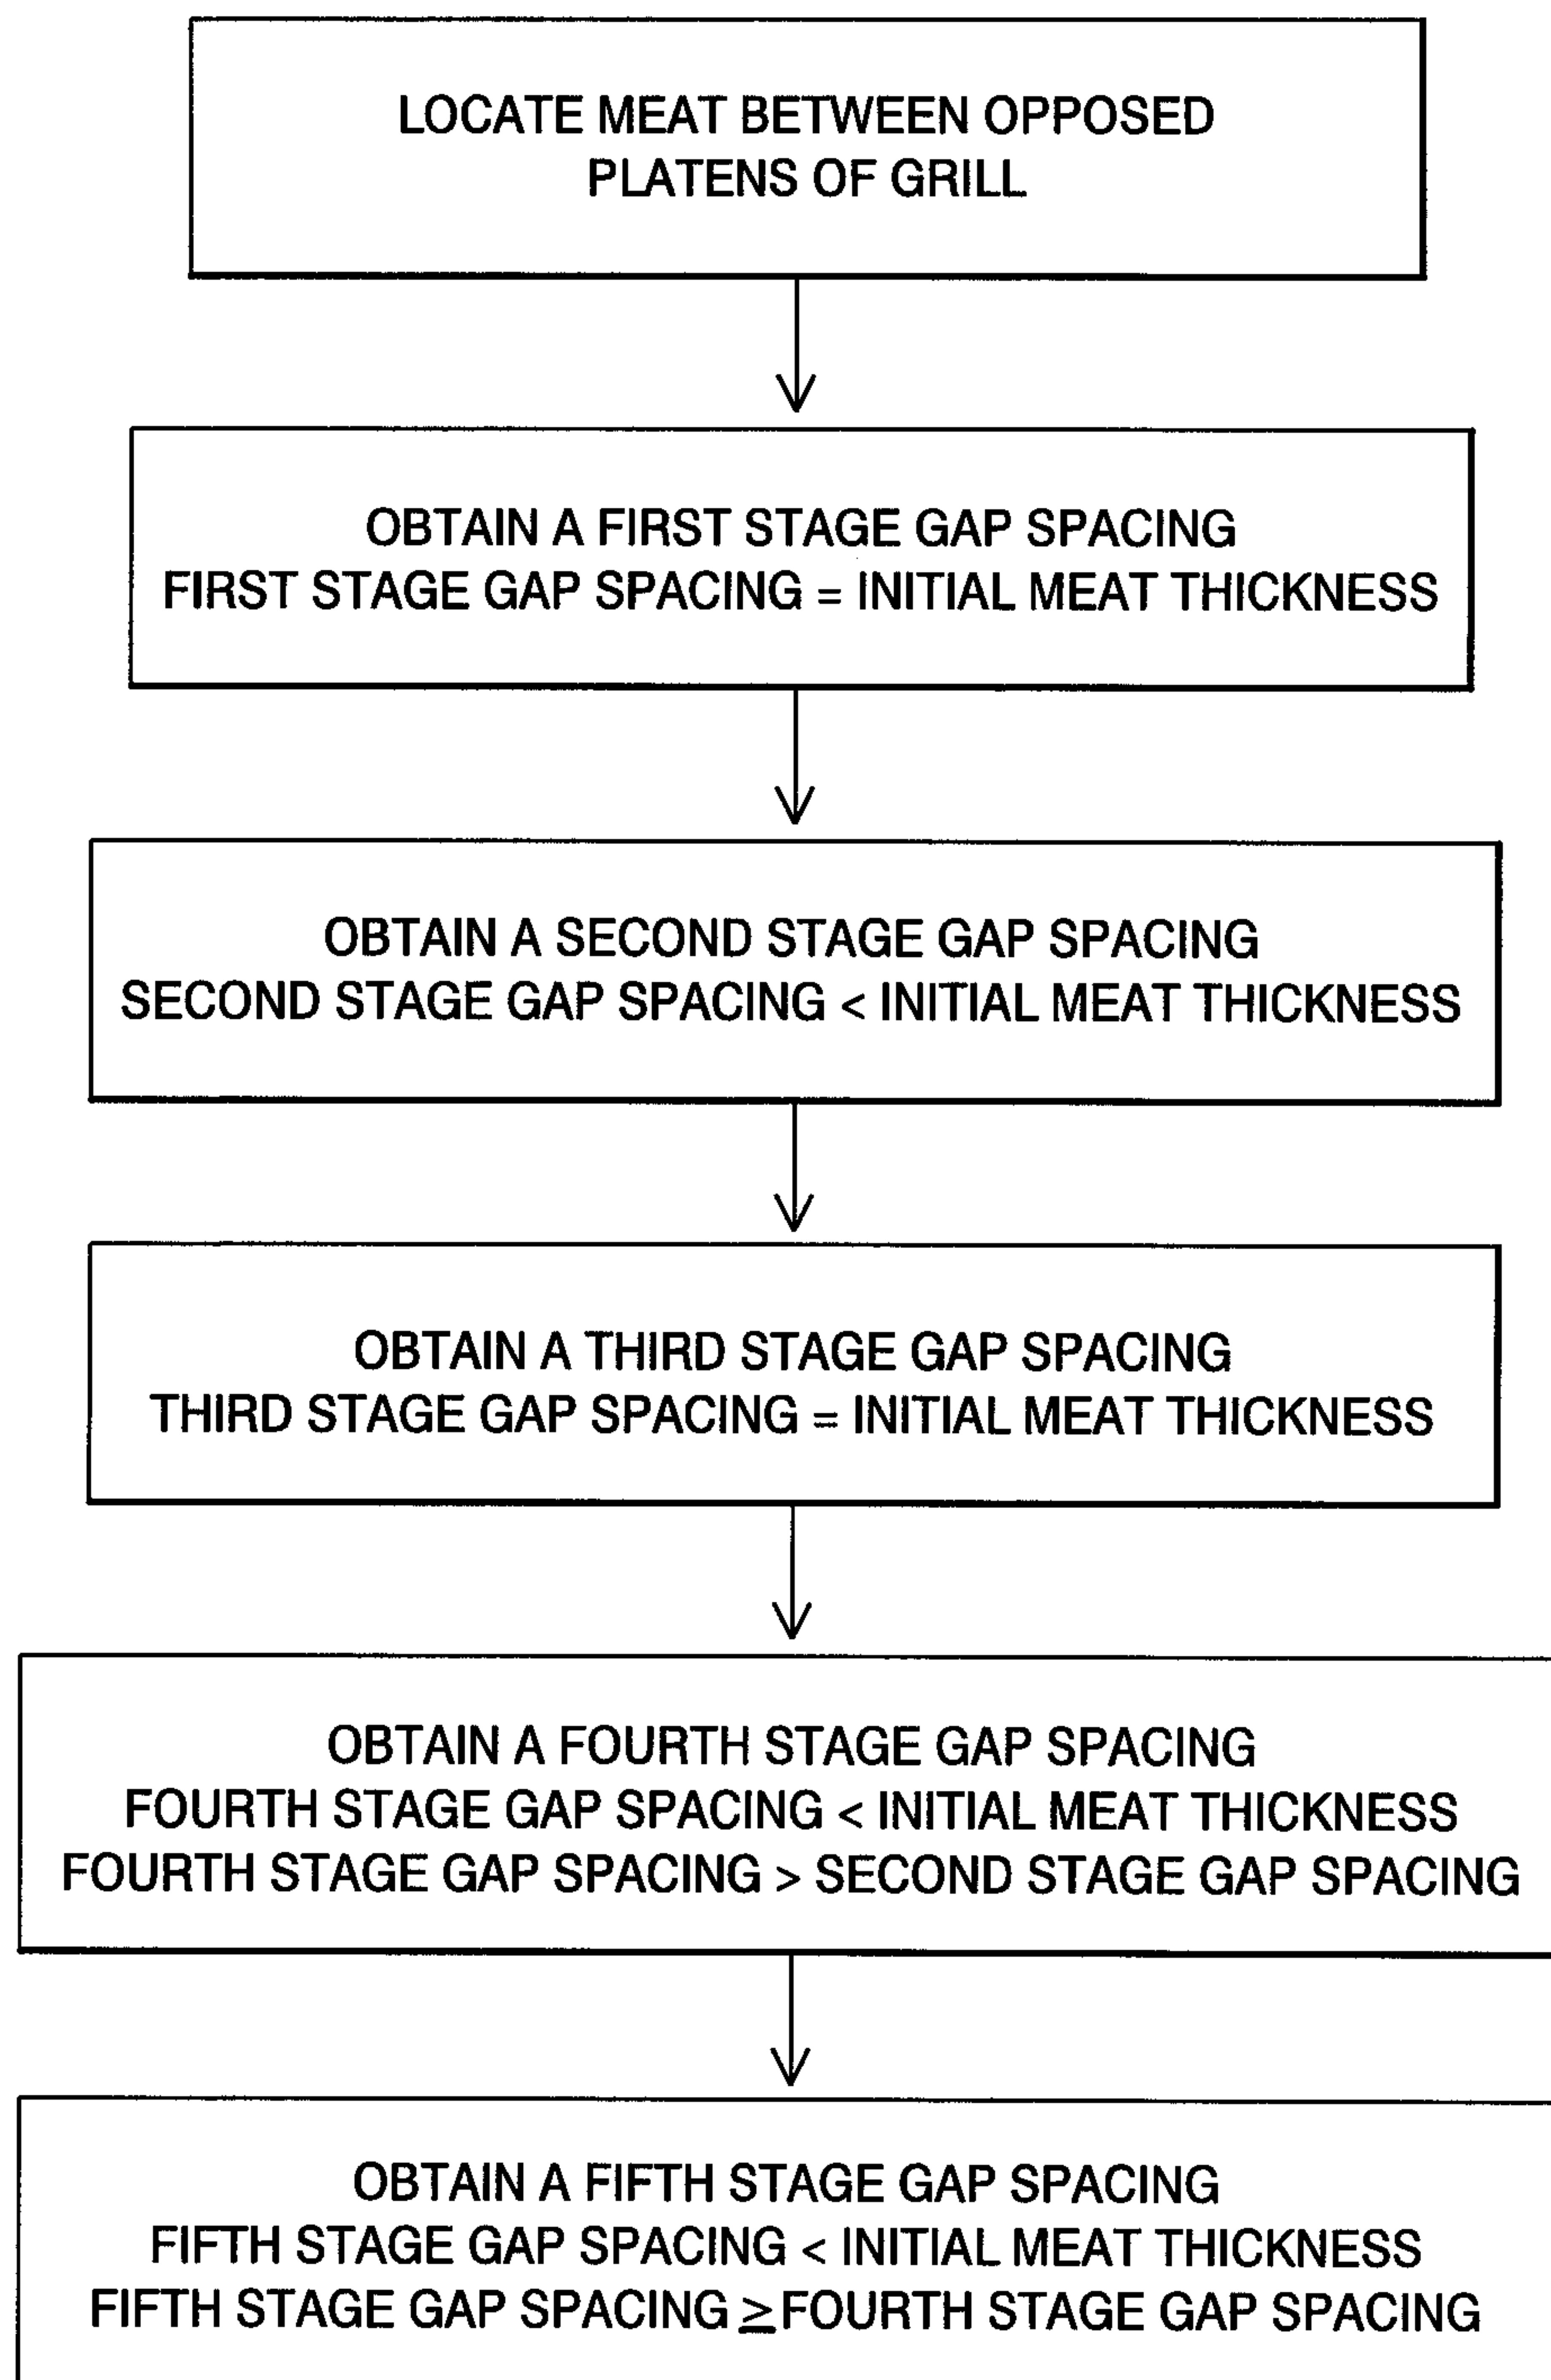 LOCATE MEAT BETWEEN OPPOSED
PLATENS OF GRILL
OBTAIN A FIRST STAGE GAP SPACING
FIRST STAGE GAP SPACING = INITIAL MEAT THICKNESS
OBTAIN A SECOND STAGE GAP SPACING
SECOND STAGE GAP SPACING < INITIAL MEAT THICKNESS
OBTAIN A THIRD STAGE GAP SPACING
THIRD STAGE GAP SPACING = INITIAL MEAT THICKNESS
OBTAIN A FOURTH STAGE GAP SPACING
FOURTH STAGE GAP SPACING < INITIAL MEAT THICKNESS
FOURTH STAGE GAP SPACING > SECOND STAGE GAP SPACING
OBTAIN A FIFTH STAGE GAP SPACING
FIFTH STAGE GAP SPACING < INITIAL MEAT THICKNESS
FIFTH STAGE GAP SPACING ≥ FOURTH STAGE GAP SPACING